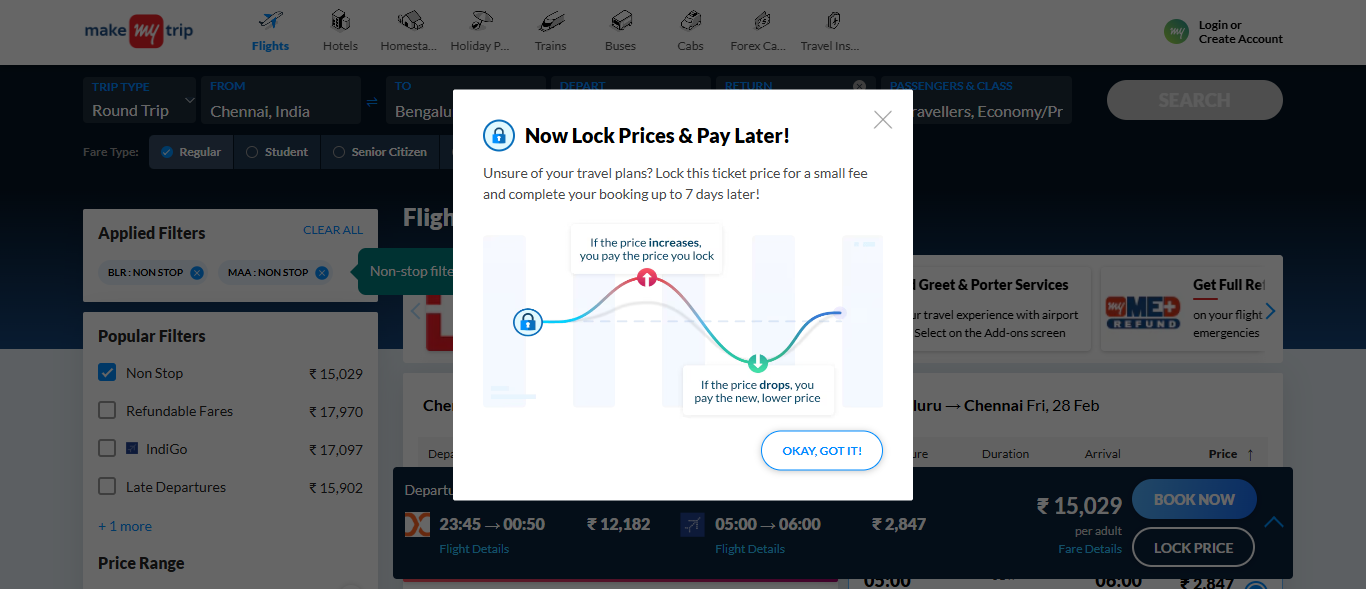 make my trip
Flights
Hotels
Homesta...
Holiday P...
Trains
Buses
Cabs
Forex Ca...
Travel Ins...
my
Login or
Create Account
TRIP TYPE
Round Trip
FROM
Chennai, India
TO
Bengalu
DEPART
RETURN
PASSENGERS & CLASS
ravellers, Economy/Pr
SEARCH
Fare Type:
Regular
Student
Senior Citizen
Now Lock Prices & Pay Later!
Unsure of your travel plans? Lock this ticket price for a small fee
and complete your booking up to 7 days later!
If the price increases,
you pay the price you lock
If the price drops, you
pay the new, lower price
OKAY, GOT IT!
Applied Filters
CLEAR ALL
BLR : NON STOP
MAA : NON STOP
Non-stop filte
Fligh
Popular Filters
Non Stop ₹ 15,029
Refundable Fares ₹ 17,970
IndiGo ₹ 17,097
Late Departures ₹ 15,902
+ 1 more
Price Range
Greet & Porter Services
ur travel experience with airport
Select on the Add-ons screen
my ME+
REFUND
Get Full Ref
on your flight
emergencies
Che
luru → Chennai Fri, 28 Feb
Depa
ure
Duration
Arrival
Price ↑
Departu
23:45 → 00:50
₹ 12,182
Flight Details
05:00 → 06:00
₹ 2,847
Flight Details
₹ 15,029
per adult
Fare Details
BOOK NOW
LOCK PRICE
05:00
06:00
₹ 2,847